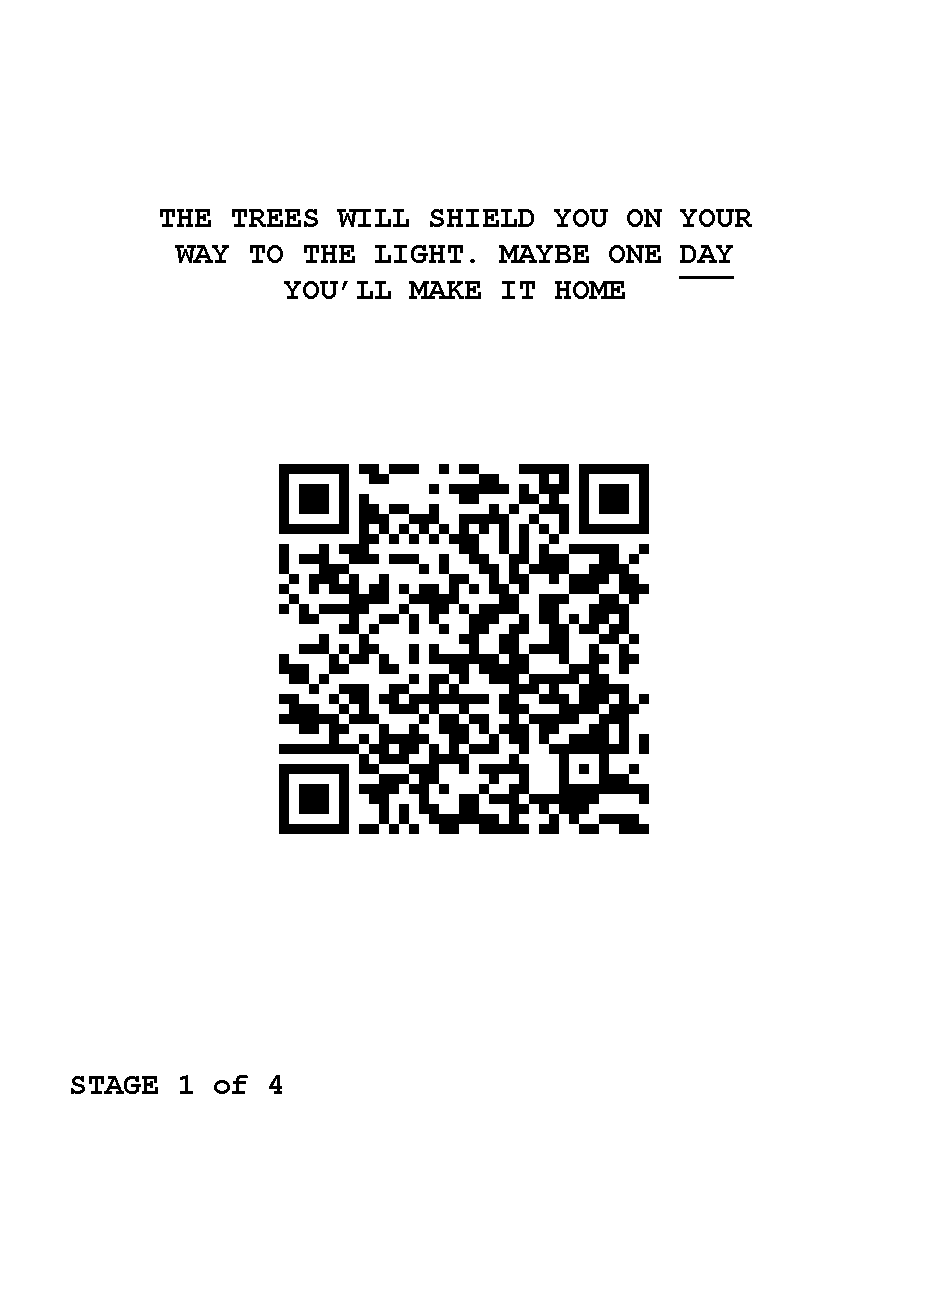 THE TREES WILL SHIELD YOU ON YOUR
WAY TO THE LIGHT. MAYBE ONE DAY
YOU'LL MAKE IT HOME
STAGE 1 of 4